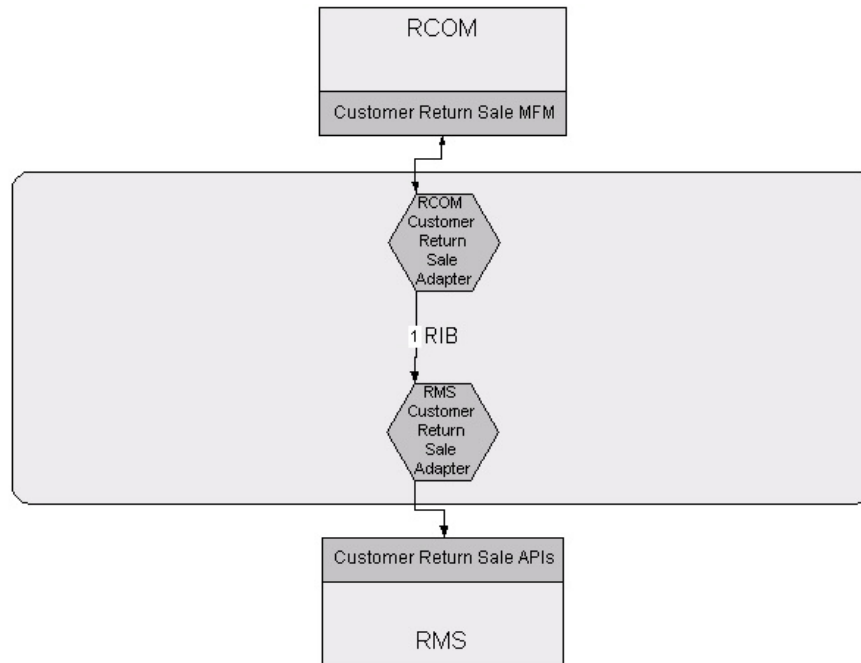 RCOM
Customer Return Sale MFM
RCOM
Customer
Return
Sale
Adapter
1 RIB
RMS
Customer
Return
Sale
Adapter
Customer Return Sale APIs
RMS